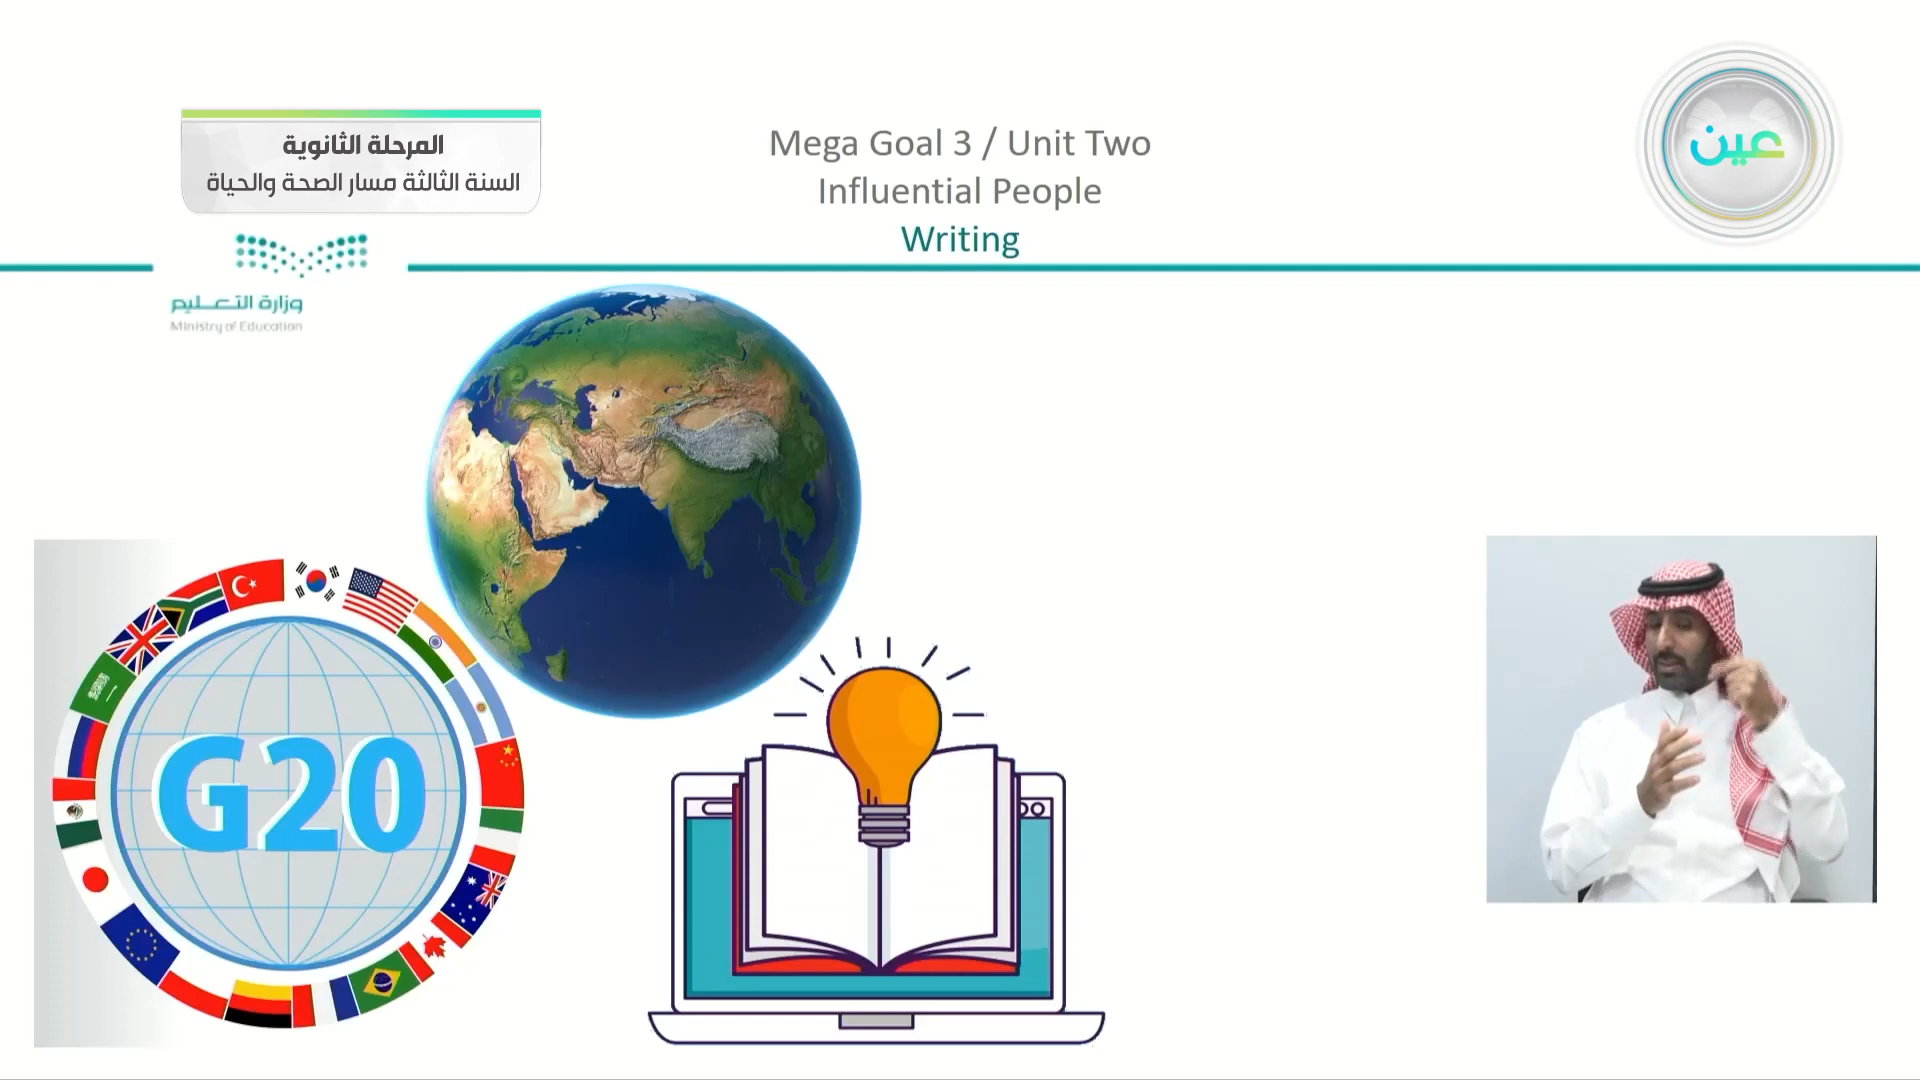 المرحلة الثانوية
السنة الثالثة مسار الصحة والحياة
Mega Goal 3 / Unit Two
Influential People
Writing
عين
وزارة التعـــليم
Ministry of Education
G20